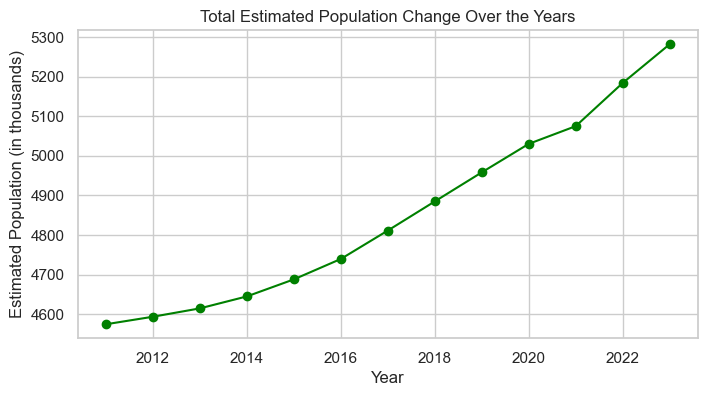 Total Estimated Population Change Over the Years
Estimated Population (in thousands)
5300
5200
5100
5000
4900
4800
4700
4600
2012 2014 2016 2018 2020 2022
Year